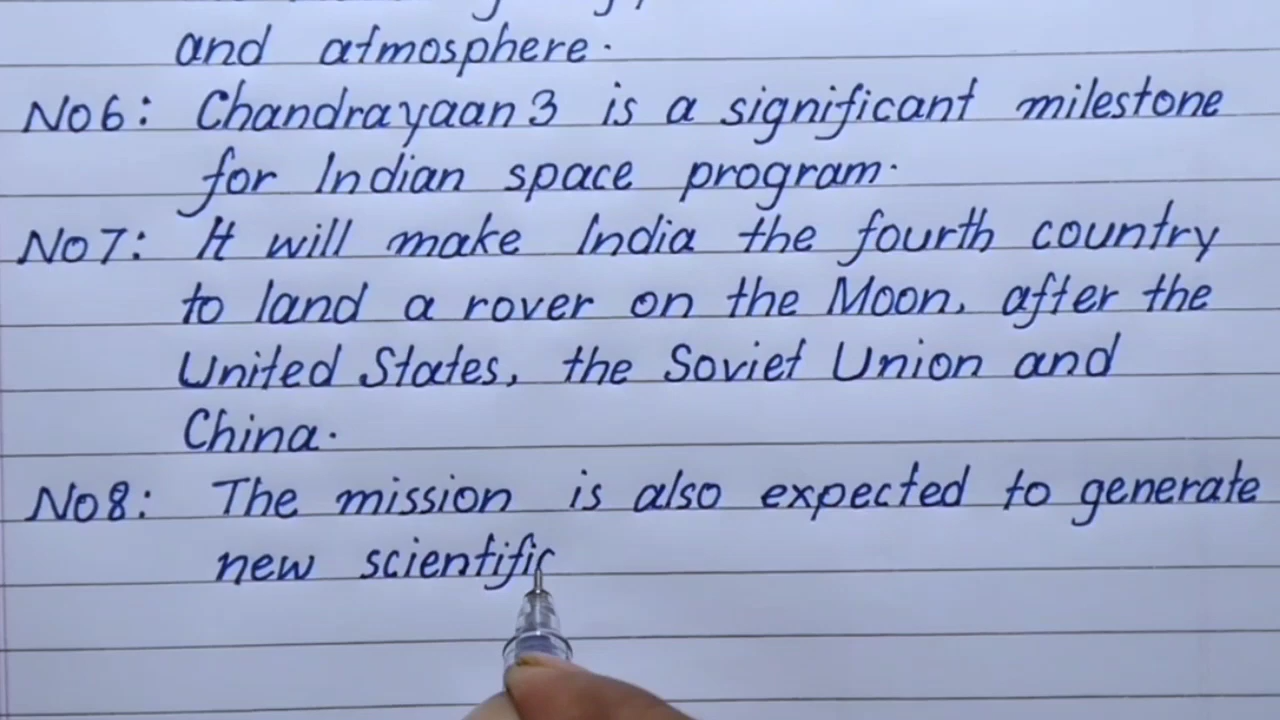 and atmosphere.
No6: Chandrayaan 3 is a significant milestone
for Indian space program.
No7: It will make India the fourth country
to land a rover on the Moon, after the
United States, the Soviet Union and
China.
No8: The mission is also expected to generate
new scientific